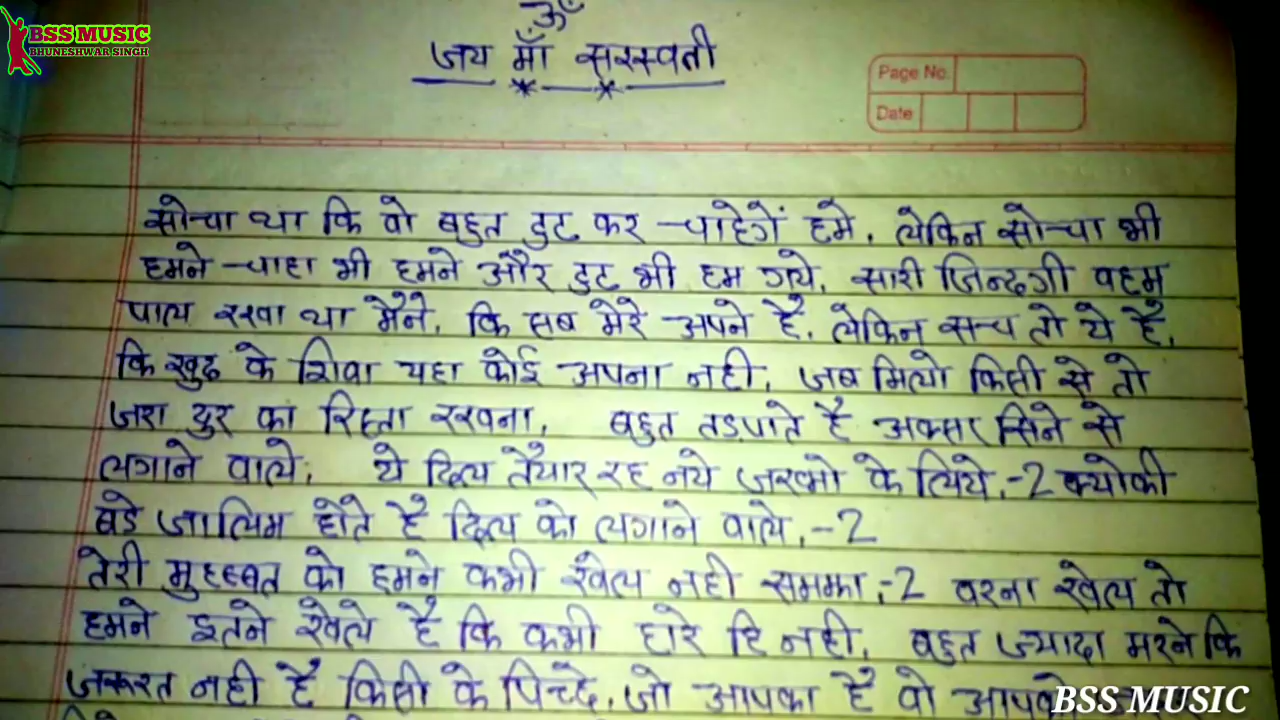 BSS MUSIC
BHUNESHWAR SINGH
ॐ
जय माँ सरस्वती
Page No.
Date
सोचा था कि वो बहुत टुट कर चाहेगें हमे, लेकिन सोचा भी
हमने चाहा भी हमने और टुट भी हम गये, सारी जिन्दगी वहम
पाल रखा था मैने, कि सब मेरे अपने है, लेकिन सच तो ये है,
कि खुद के शिवा यहा कोई अपना नही, जब मिलो किसी से तो
जरा दुर का रिस्ता रखना, बहुत तडपाते है अक्सर सिने से
लगाने वाले, ये दिल तैयार रह नये जख्मो के लिये,-2 क्योकी
बडे जालिम होते है दिल को लगाने वाले,-2
तेरी मुहब्बत को हमने कभी खेल नही समझा,-2 वरना खेल तो
हमने इतने खेले है कि कभी हारे हि नही, बहुत ज्यादा मरने कि
जरूरत नही है किसी के पिच्छे, जो आपका है वो
BSS MUSIC